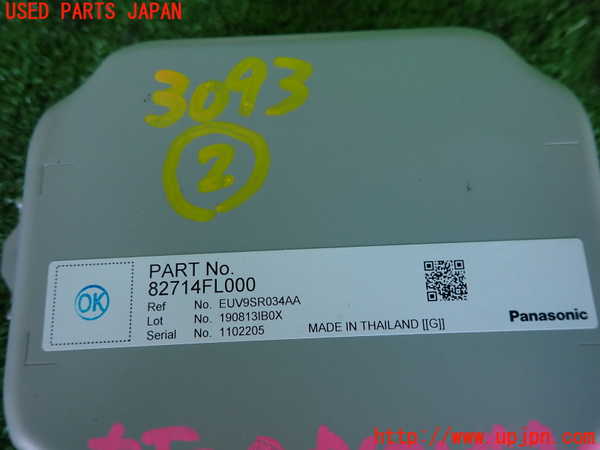 USED PARTS JAPAN
3093
2
OK
PART No.
82714FL000
Ref No. EUV9SR034AA
Lot No. 190813IB0X
Serial No. 1102205
MADE IN THAILAND [[G]]
Panasonic
http://www.upjpn.com/